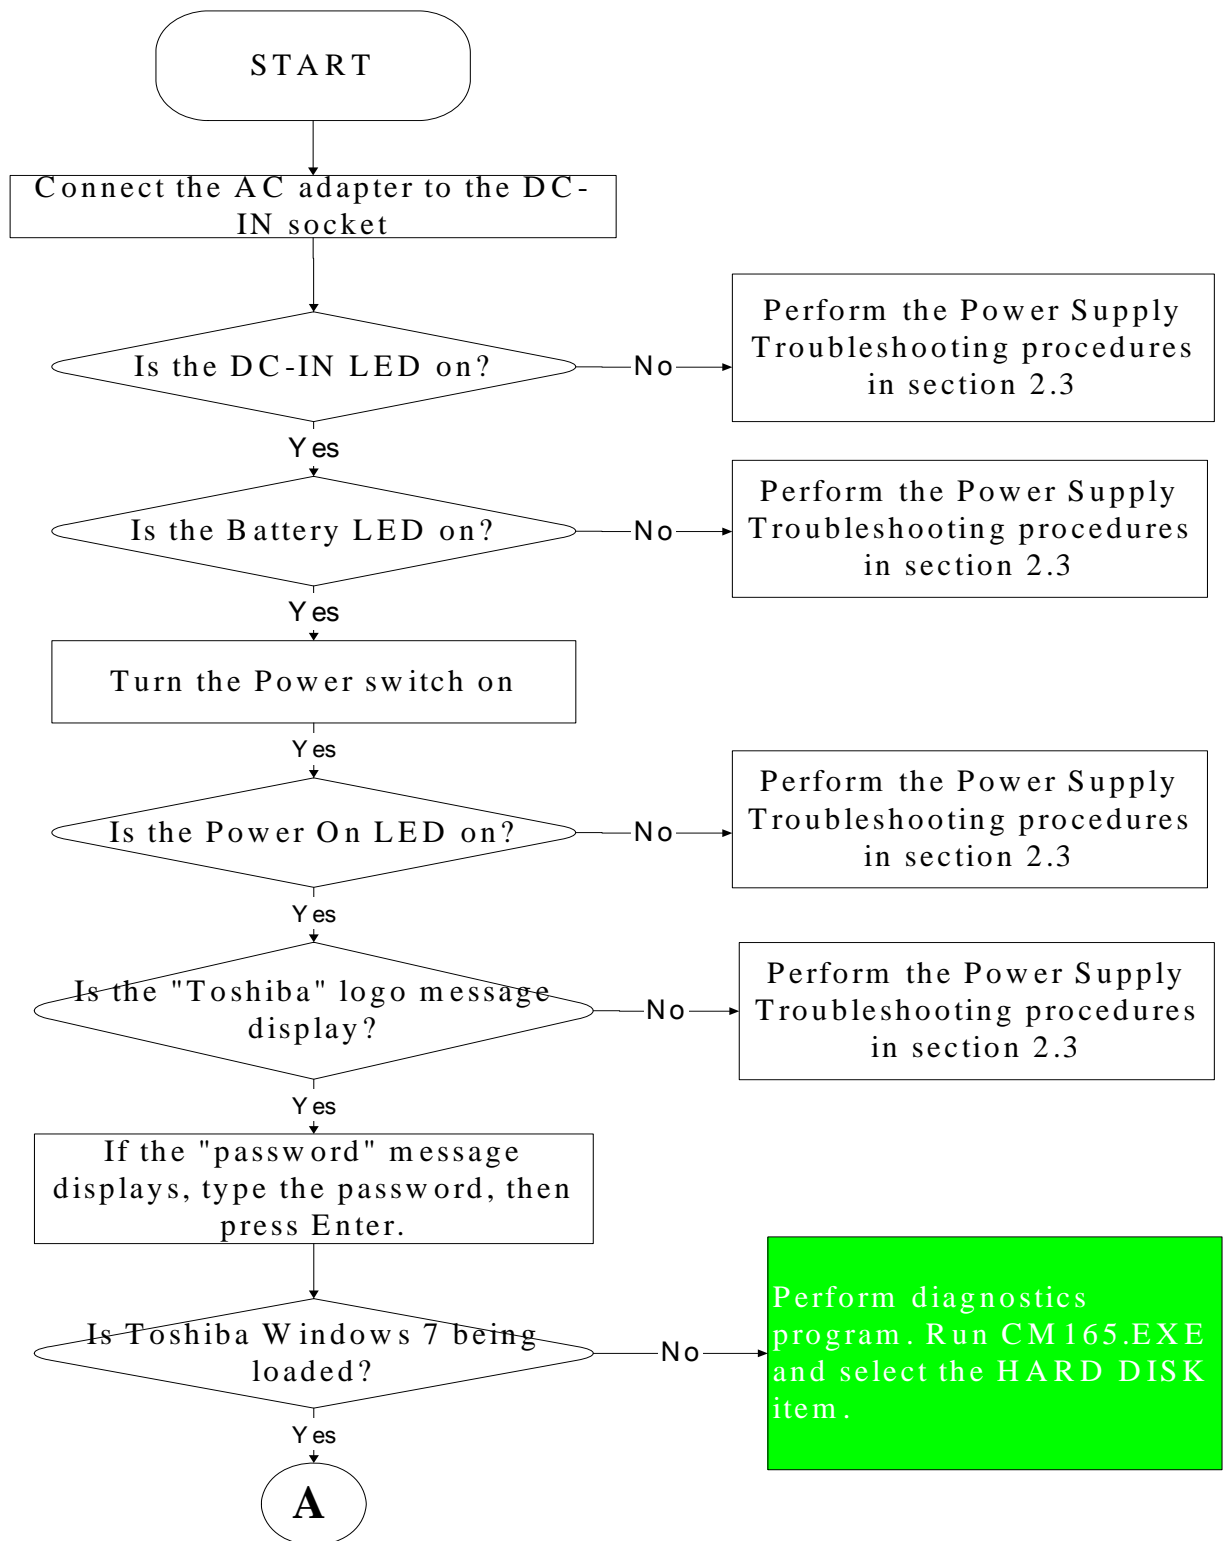 START
Connect the AC adapter to the DC-
IN socket
Is the DC-IN LED on?
No
Perform the Power Supply
Troubleshooting procedures
in section 2.3
Yes
Is the Battery LED on?
No
Perform the Power Supply
Troubleshooting procedures
in section 2.3
Yes
Turn the Power switch on
Yes
Is the Power On LED on?
No
Perform the Power Supply
Troubleshooting procedures
in section 2.3
Yes
Is the "Toshiba" logo message
display?
No
Perform the Power Supply
Troubleshooting procedures
in section 2.3
Yes
If the "password" message
displays, type the password, then
press Enter.
Is Toshiba Windows 7 being
loaded?
No
Perform diagnostics
program. Run CM165.EXE
and select the HARD DISK
item.
Yes
A